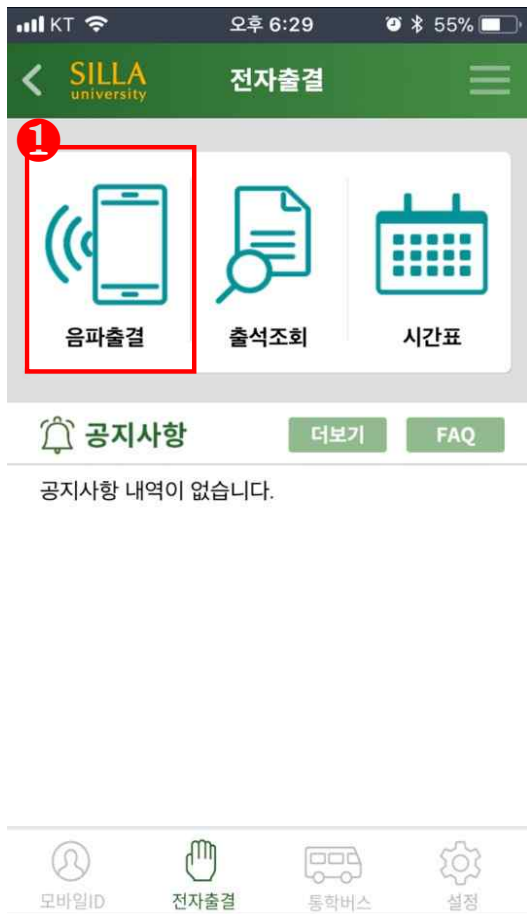 KT 오후 6:29 55%
SILLA
university
전자출결
1
음파출결 출석조회 시간표
공지사항 더보기 FAQ
공지사항 내역이 없습니다.
모바일ID 전자출결 통학버스 설정